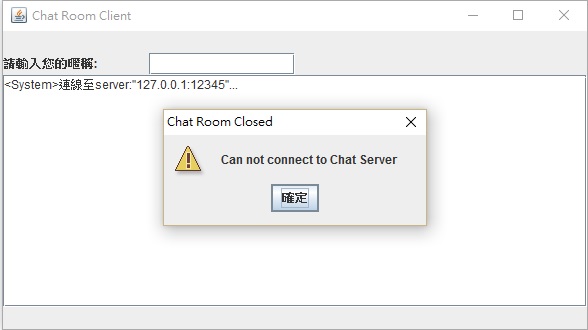 Chat Room Client
請輸入您的暱稱:
<System>連線至server:"127.0.0.1:12345"...
Chat Room Closed
Can not connect to Chat Server
確定